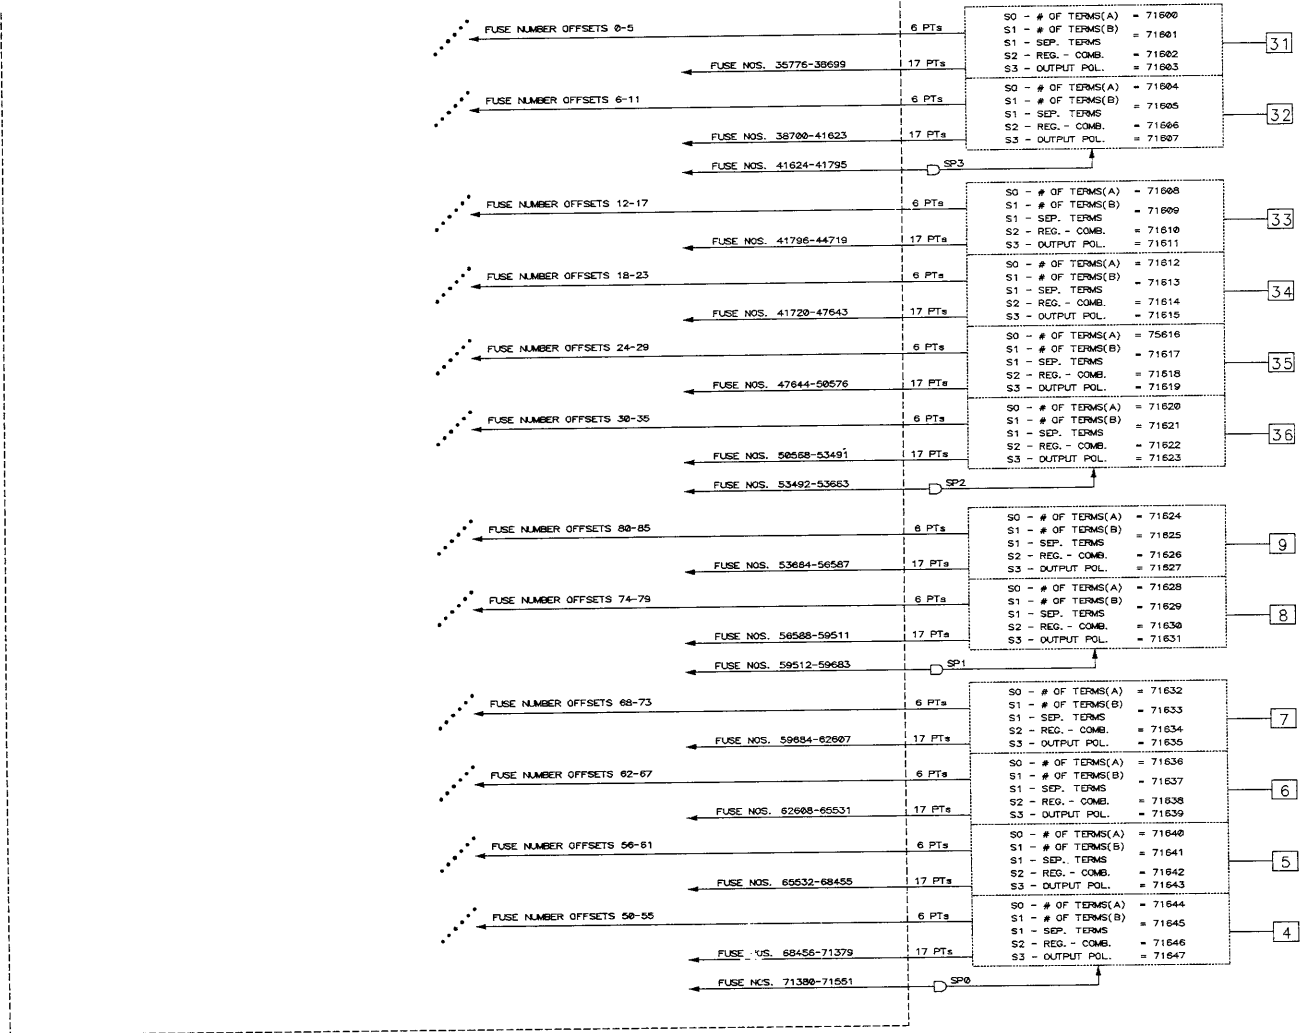 FUSE NUMBER OFFSETS 0-5
6 PTs
S0 - # OF TERMS(A) = 71600
S1 - # OF TERMS(B)
S1 - SEP. TERMS = 71601
S2 - REG. - COMB. = 71602
S3 - OUTPUT POL. = 71603
31
FUSE NOS. 35776-38699
17 PTs
FUSE NUMBER OFFSETS 6-11
6 PTs
S0 - # OF TERMS(A) = 71604
S1 - # OF TERMS(B)
S1 - SEP. TERMS = 71605
S2 - REG. - COMB. = 71606
S3 - OUTPUT POL. = 71607
32
FUSE NOS. 38700-41623
17 PTs
FUSE NOS. 41624-41795
SP3
FUSE NUMBER OFFSETS 12-17
6 PTs
S0 - # OF TERMS(A) = 71608
S1 - # OF TERMS(B)
S1 - SEP. TERMS = 71609
S2 - REG. - COMB. = 71610
S3 - OUTPUT POL. = 71611
33
FUSE NOS. 41796-44719
17 PTs
FUSE NUMBER OFFSETS 18-23
6 PTs
S0 - # OF TERMS(A) = 71612
S1 - # OF TERMS(B)
S1 - SEP. TERMS = 71613
S2 - REG. - COMB. = 71614
S3 - OUTPUT POL. = 71615
34
FUSE NOS. 41720-47643
17 PTs
FUSE NUMBER OFFSETS 24-29
6 PTs
S0 - # OF TERMS(A) = 75616
S1 - # OF TERMS(B)
S1 - SEP. TERMS = 71617
S2 - REG. - COMB. = 71618
S3 - OUTPUT POL. = 71619
35
FUSE NOS. 47644-50576
17 PTs
FUSE NUMBER OFFSETS 30-35
6 PTs
S0 - # OF TERMS(A) = 71620
S1 - # OF TERMS(B)
S1 - SEP. TERMS = 71621
S2 - REG. - COMB. = 71622
S3 - OUTPUT POL. = 71623
36
FUSE NOS. 50568-53491
17 PTs
FUSE NOS. 53492-53663
SP2
FUSE NUMBER OFFSETS 80-85
6 PTs
S0 - # OF TERMS(A) = 71624
S1 - # OF TERMS(B)
S1 - SEP. TERMS = 71625
S2 - REG. - COMB. = 71626
S3 - OUTPUT POL. = 71627
9
FUSE NOS. 53664-56587
17 PTs
FUSE NUMBER OFFSETS 74-79
6 PTs
S0 - # OF TERMS(A) = 71628
S1 - # OF TERMS(B)
S1 - SEP. TERMS = 71629
S2 - REG. - COMB. = 71630
S3 - OUTPUT POL. = 71631
8
FUSE NOS. 56588-59511
17 PTs
FUSE NOS. 59512-59683
SP1
FUSE NUMBER OFFSETS 68-73
6 PTs
S0 - # OF TERMS(A) = 71632
S1 - # OF TERMS(B)
S1 - SEP. TERMS = 71633
S2 - REG. - COMB. = 71634
S3 - OUTPUT POL. = 71635
7
FUSE NOS. 59684-62607
17 PTs
FUSE NUMBER OFFSETS 62-67
6 PTs
S0 - # OF TERMS(A) = 71636
S1 - # OF TERMS(B)
S1 - SEP. TERMS = 71637
S2 - REG. - COMB. = 71638
S3 - OUTPUT POL. = 71639
6
FUSE NOS. 62608-65531
17 PTs
FUSE NUMBER OFFSETS 56-61
6 PTs
S0 - # OF TERMS(A) = 71640
S1 - # OF TERMS(B)
S1 - SEP. TERMS = 71641
S2 - REG. - COMB. = 71642
S3 - OUTPUT POL. = 71643
5
FUSE NOS. 65532-68455
17 PTs
FUSE NUMBER OFFSETS 50-55
6 PTs
S0 - # OF TERMS(A) = 71644
S1 - # OF TERMS(B)
S1 - SEP. TERMS = 71645
S2 - REG. - COMB. = 71646
S3 - OUTPUT POL. = 71647
4
FUSE 68456-71379
17 PTs
FUSE NOS. 71380-71551
SP0